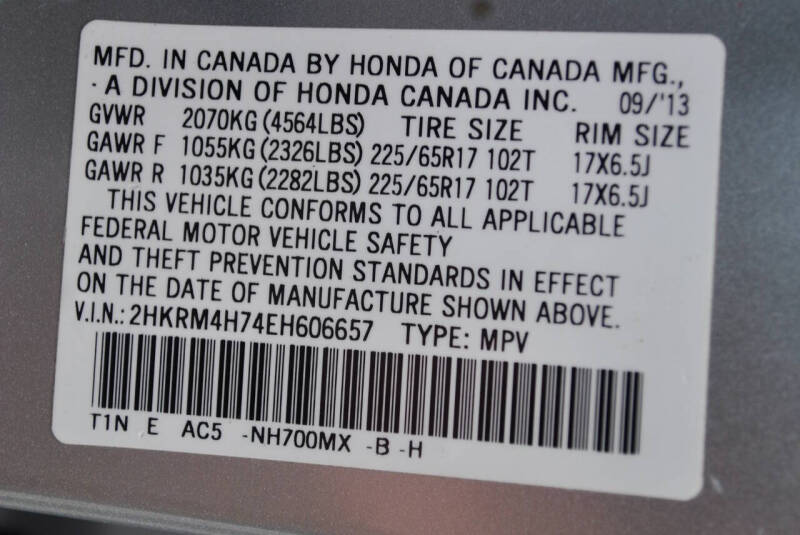 MFD. IN CANADA BY HONDA OF CANADA MFG.,
A DIVISION OF HONDA CANADA INC. 09/'13
GVWR 2070KG (4564LBS) TIRE SIZE RIM SIZE
GAWR F 1055KG (2326LBS) 225/65R17 102T 17X6.5J
GAWR R 1035KG (2282LBS) 225/65R17 102T 17X6.5J
THIS VEHICLE CONFORMS TO ALL APPLICABLE
FEDERAL MOTOR VEHICLE SAFETY
AND THEFT PREVENTION STANDARDS IN EFFECT
ON THE DATE OF MANUFACTURE SHOWN ABOVE.
V.I.N.: 2HKRM4H74EH606657 TYPE: MPV
T1N E AC5 -NH700MX -B -H